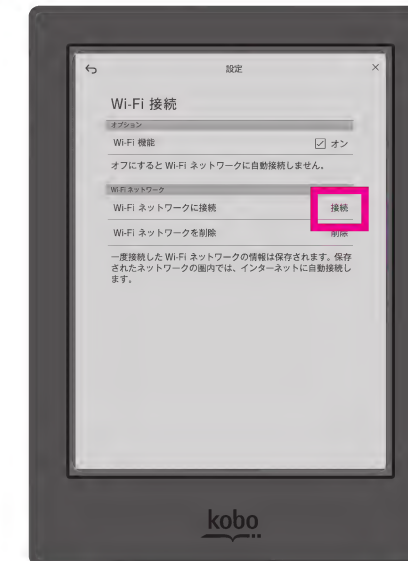 設定
Wi-Fi 接続
オプション
Wi-Fi 機能 オン
オフにすると Wi-Fi ネットワークに自動接続しません。
Wi-Fi ネットワーク
Wi-Fi ネットワークに接続 接続
Wi-Fi ネットワークを削除 削除
一度接続した Wi-Fi ネットワークの情報は保存されます。保存
されたネットワークの圏内では、インターネットに自動接続し
ます。
kobo